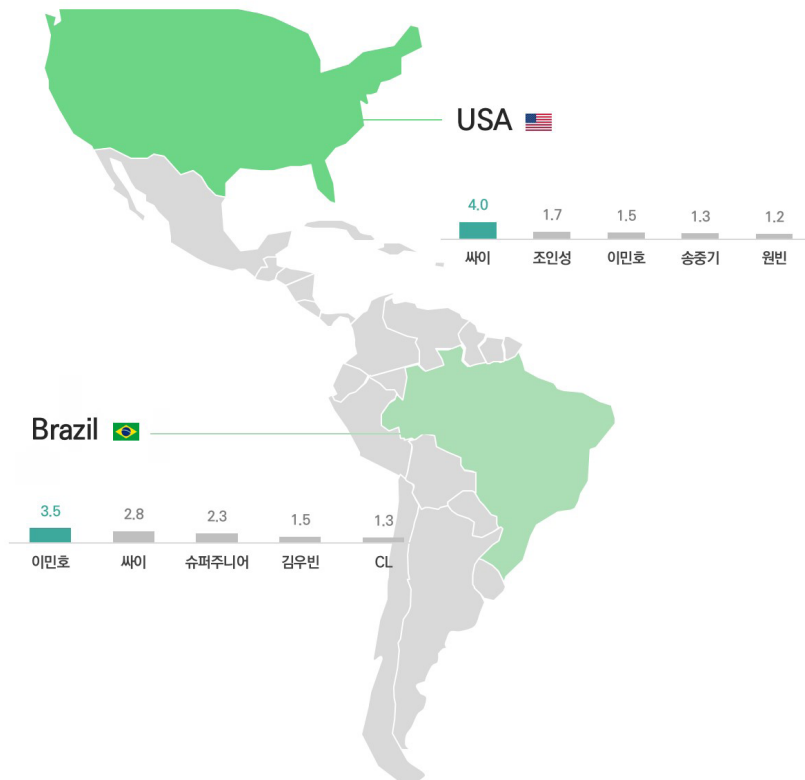 USA
4.0 1.7 1.5 1.3 1.2
싸이 조인성 이민호 송중기 원빈
Brazil
3.5 2.8 2.3 1.5 1.3
이민호 싸이 슈퍼주니어 김우빈 CL